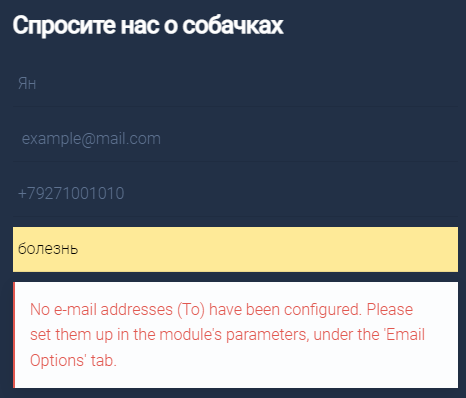 Спросите нас о собачках
Ян
example@mail.com
+79271001010
болезнь
No e-mail addresses (To) have been configured. Please
set them up in the module's parameters, under the 'Email
Options' tab.